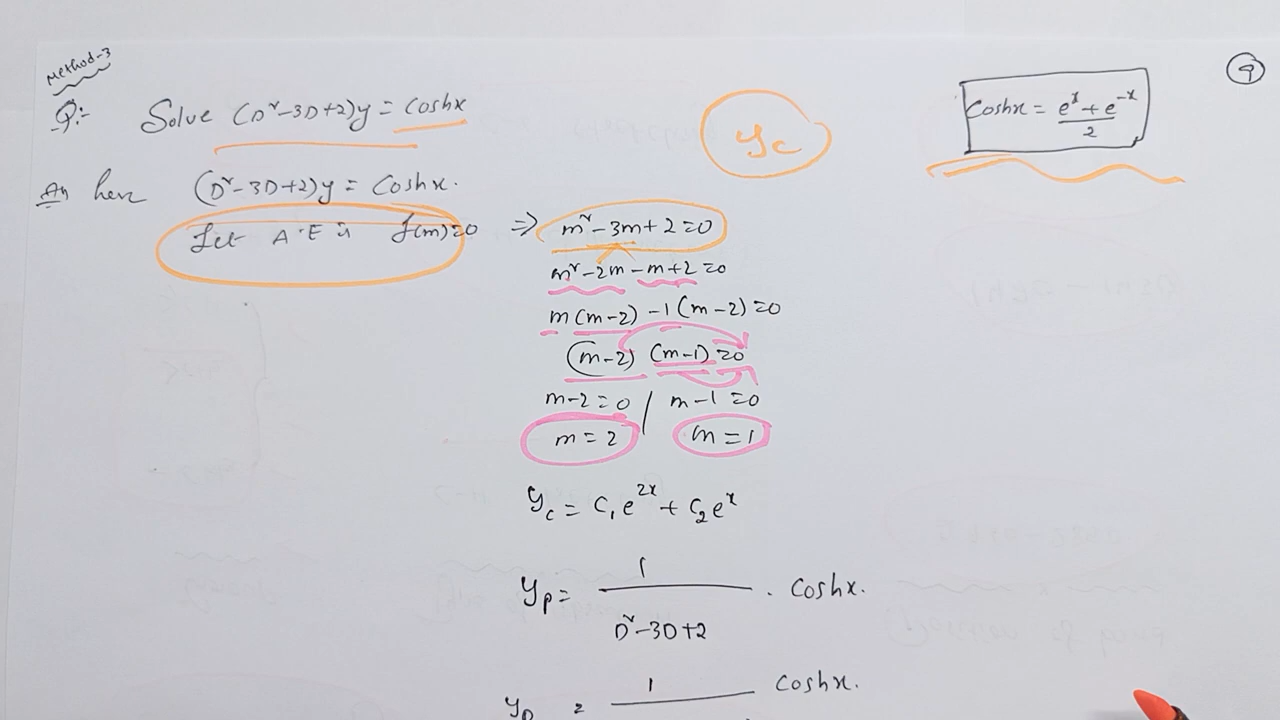 Method-3
Q:- Solve (D²-3D+2)y = Coshx
yc
Coshx = e^x + e^-x / 2
9
An here (D²-3D+2)y = Coshx.
Let A.E is f(m)=0 ⇒ m²-3m+2=0
m²-2m-m+2=0
m(m-2)-1(m-2)=0
(m-2) (m-1)=0
m-2=0 / m-1=0
m=2 m=1
yc = C₁e^2x + C₂e^x
yp = 1 / D²-3D+2 . Coshx.
yp = 1 Coshx.